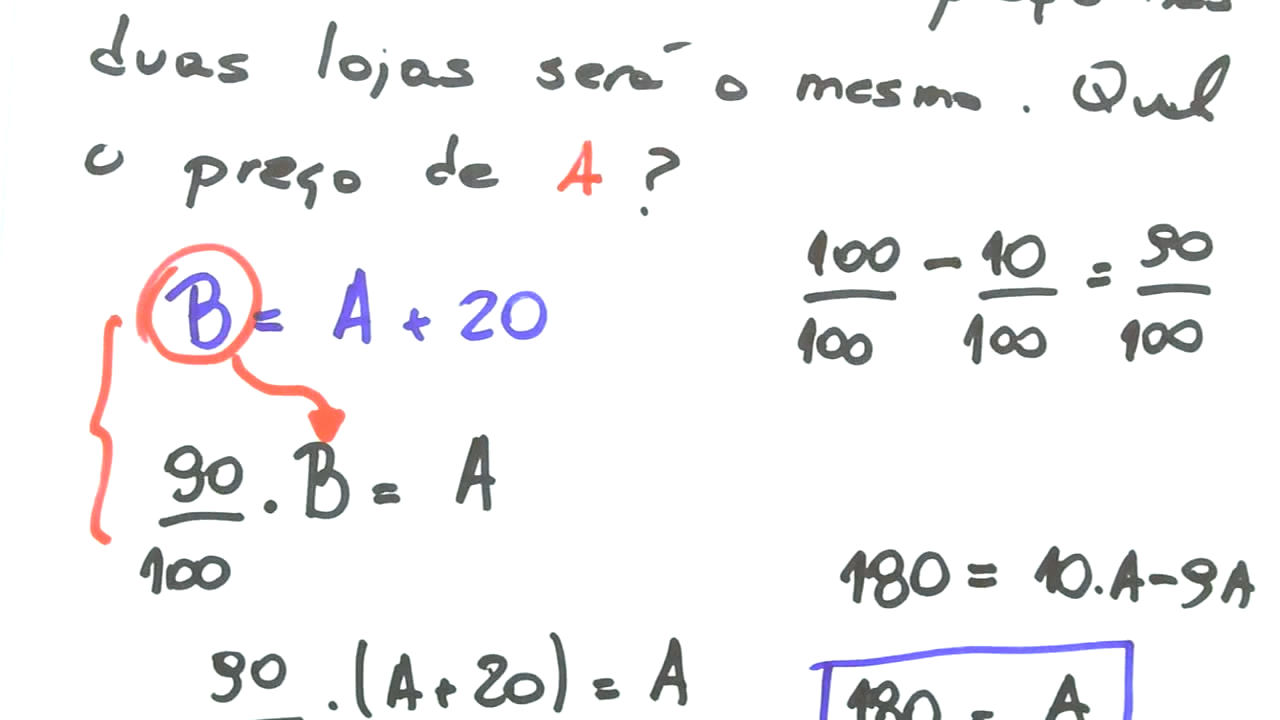 duas lojas será o mesmo. Qual
o preço de A?
100/100 - 10/100 = 90/100
B = A + 20
90/100 . B = A
180 = 10.A-9A
90 . (A+20) = A
180 = A